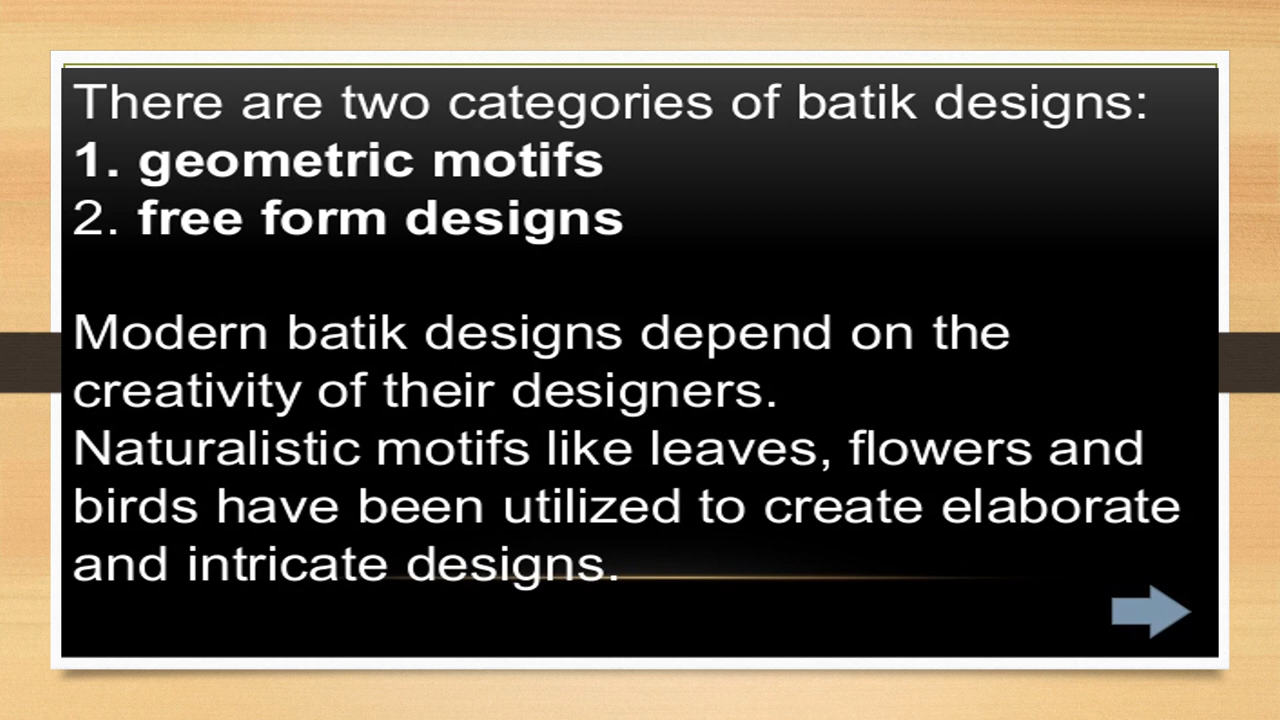 There are two categories of batik designs:
1. geometric motifs
2. free form designs
Modern batik designs depend on the
creativity of their designers.
Naturalistic motifs like leaves, flowers and
birds have been utilized to create elaborate
and intricate designs.